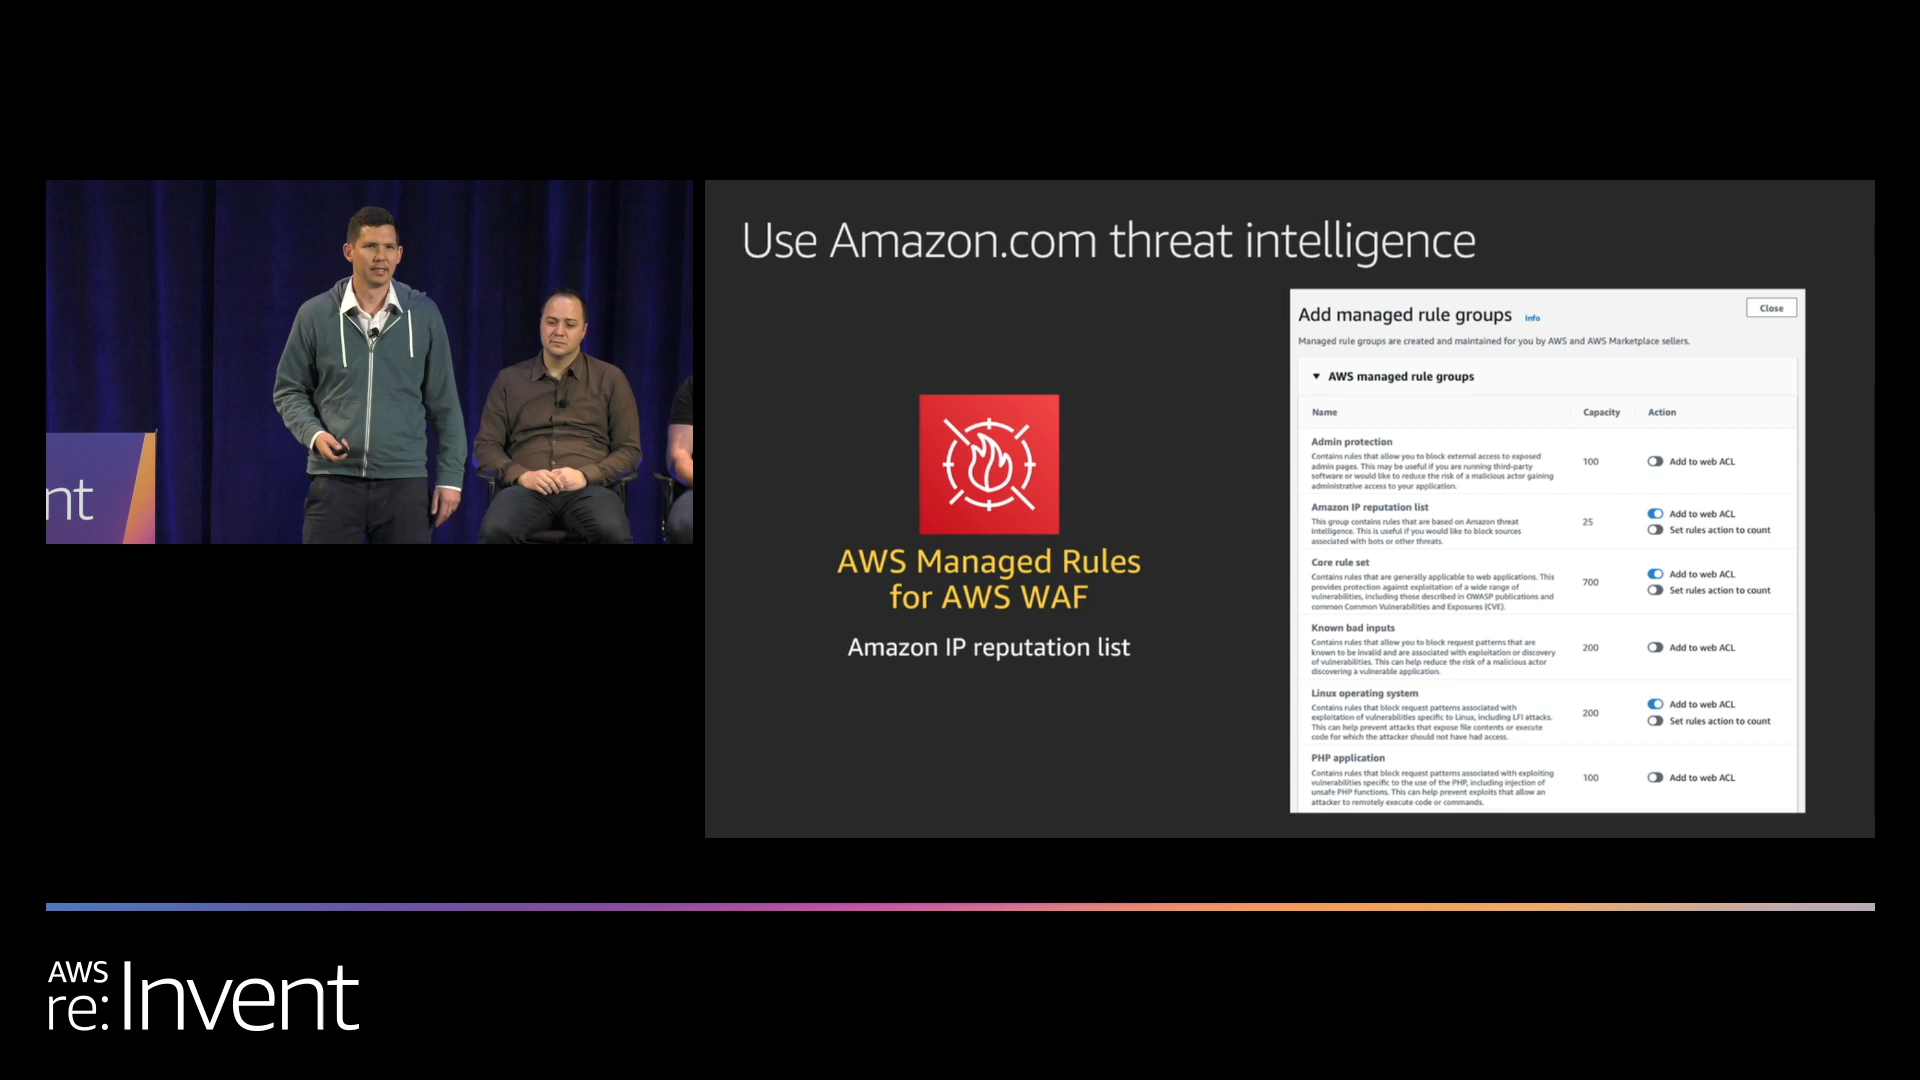 nt
Use Amazon.com threat intelligence
AWS Managed Rules
for AWS WAF
Amazon IP reputation list
Add managed rule groups Info
Close
Managed rule groups are created and maintained for you by AWS and AWS Marketplace sellers.
AWS managed rule groups
Name Capacity Action
Admin protection
Contains rules that allow you to block external access to exposed
admin pages. This may be useful if you are running third-party
software or would like to reduce the risk of a malicious actor gaining
administrative access to your application.
100 Add to web ACL
Amazon IP reputation list
This group contains rules that are based on Amazon threat
intelligence. This is useful if you would like to block sources
associated with bots or other threats.
25 Add to web ACL
Set rules action to count
Core rule set
Contains rules that are generally applicable to web applications. This
provides protection against exploitation of a wide range of
vulnerabilities, including those described in OWASP publications and
common Common Vulnerabilities and Exposures (CVE).
700 Add to web ACL
Set rules action to count
Known bad inputs
Contains rules that allow you to block request patterns that are
known to be invalid and are associated with exploitation or discovery
of vulnerabilities. This can help reduce the risk of a malicious actor
discovering a vulnerable application.
200 Add to web ACL
Linux operating system
Contains rules that block request patterns associated with
exploitation of vulnerabilities specific to Linux, including LFI attacks.
This can help prevent attacks that expose file contents or execute
code for which the attacker should not have had access.
200 Add to web ACL
Set rules action to count
PHP application
Contains rules that block request patterns associated with exploiting
vulnerabilities specific to the use of the PHP, including injection of
unsafe PHP functions. This can help prevent exploits that allow an
attacker to remotely execute code or commands.
100 Add to web ACL
AWS
re:Invent